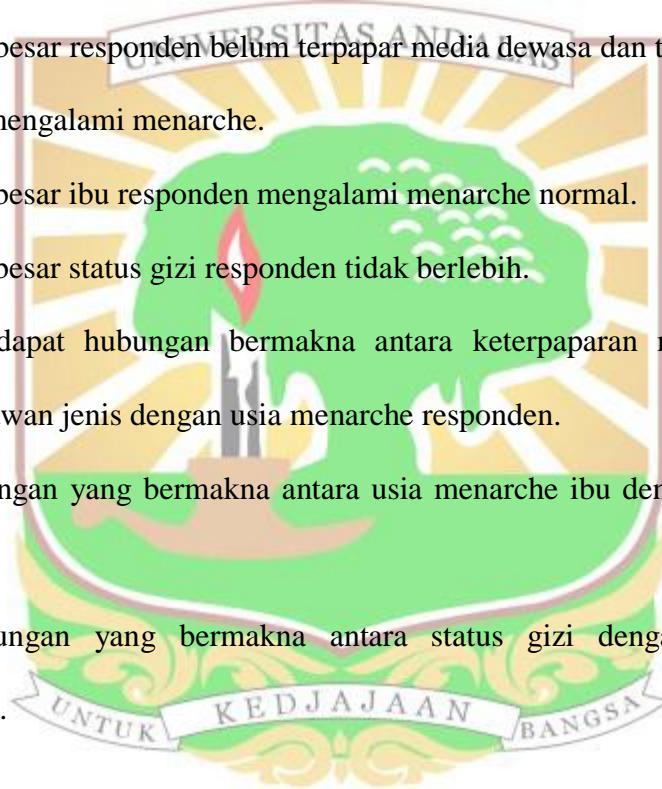 UNIVERSITAS ANDALAS
besar responden belum terpapar media dewasa dan t
mengalami menarche.
besar ibu responden mengalami menarche normal.
besar status gizi responden tidak berlebih.
dapat hubungan bermakna antara keterpaparan
wan jenis dengan usia menarche responden.
ngan yang bermakna antara usia menarche ibu den
ungan yang bermakna antara status gizi denga
.
UNTUK KEDJAJAAN BANGSA